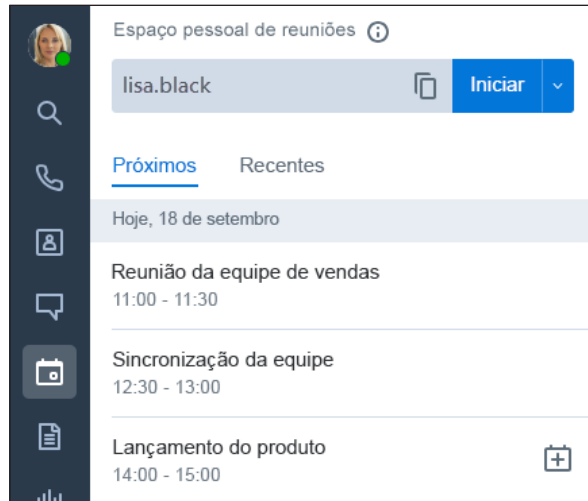 Espaço pessoal de reuniões
lisa.black
Iniciar
Próximos
Recentes
Hoje, 18 de setembro
Reunião da equipe de vendas
11:00 - 11:30
Sincronização da equipe
12:30 - 13:00
Lançamento do produto
14:00 - 15:00